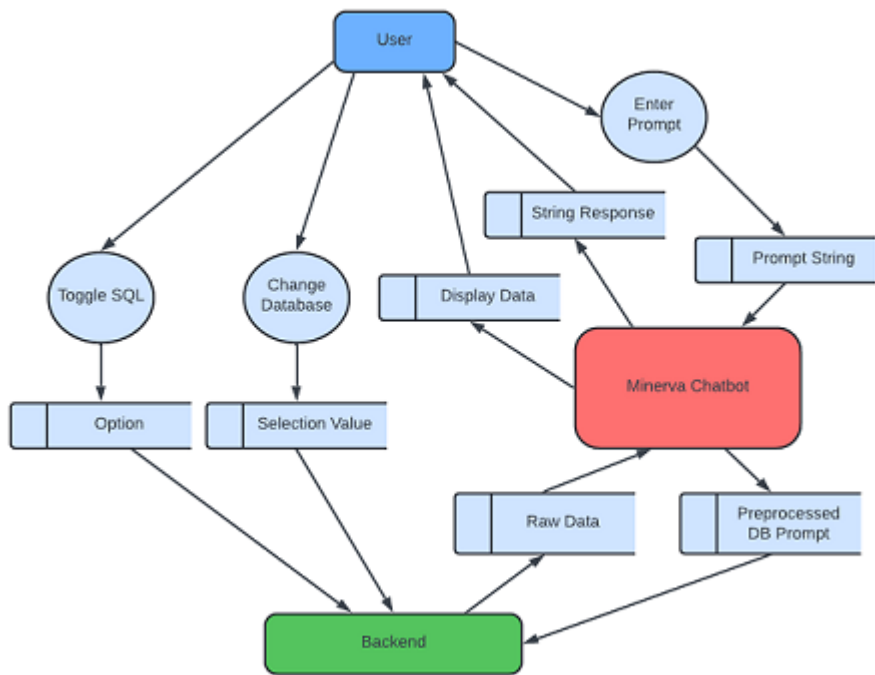 User
Enter
Prompt
String Response
Prompt String
Toggle SQL
Change
Database
Display Data
Minerva Chatbot
Option
Selection Value
Raw Data
Preprocessed
DB Prompt
Backend